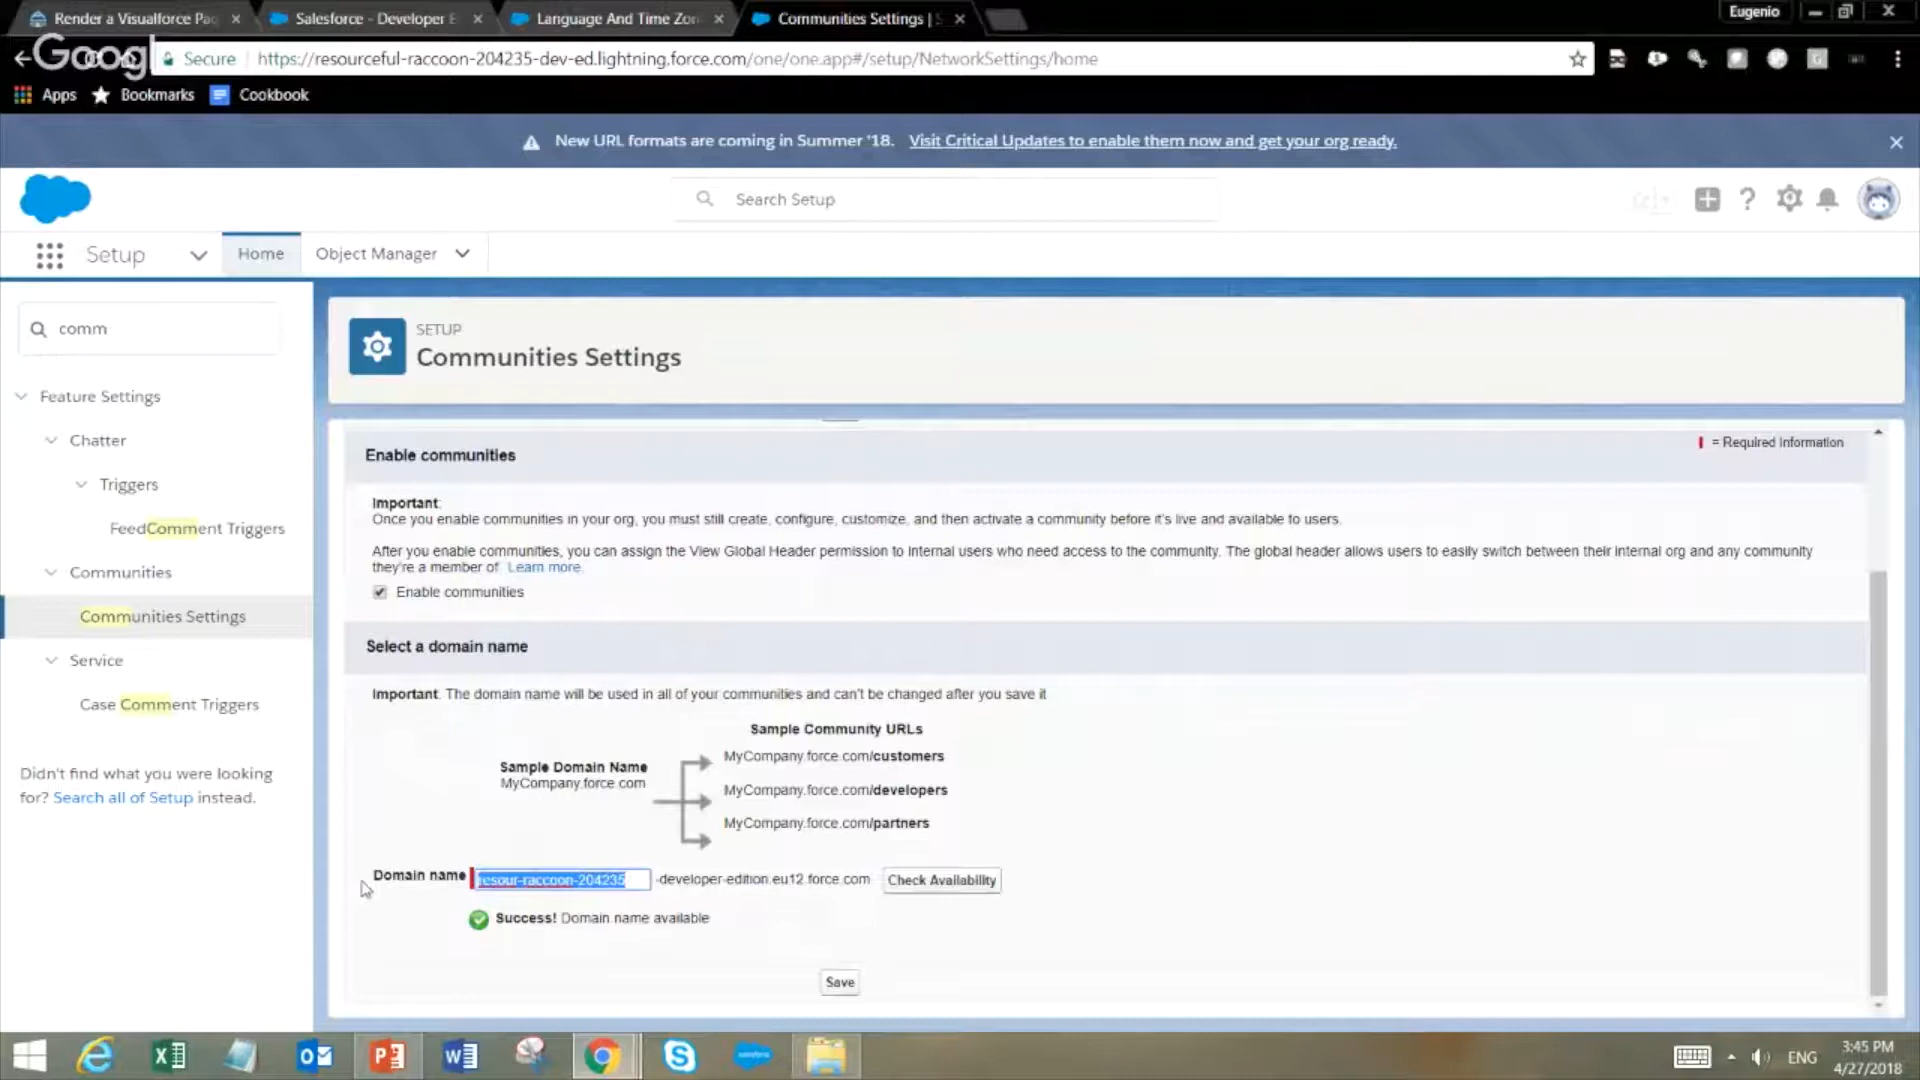 Render a Visualforce Pa
Salesforce - Developer E
Language And Time Zon
Communities Settings | S
Eugenio
Googl
Secure
https://resourceful-raccoon-204235-dev-ed.lightning.force.com/one/one.app#/setup/NetworkSettings/home
Apps
Bookmarks
Cookbook
New URL formats are coming in Summer '18. Visit Critical Updates to enable them now and get your org ready.
Search Setup
Setup
Home
Object Manager
comm
SETUP
Communities Settings
Feature Settings
Chatter
Triggers
FeedComment Triggers
Communities
Communities Settings
Service
Case Comment Triggers
Didn't find what you were looking
for? Search all of Setup instead.
Enable communities
= Required Information
Important:
Once you enable communities in your org, you must still create, configure, customize, and then activate a community before it's live and available to users.
After you enable communities, you can assign the View Global Header permission to internal users who need access to the community. The global header allows users to easily switch between their internal org and any community
they're a member of. Learn more.
Enable communities
Select a domain name
Important. The domain name will be used in all of your communities and can't be changed after you save it
Sample Community URLs
Sample Domain Name
MyCompany.force.com
MyCompany.force.com/customers
MyCompany.force.com/developers
MyCompany.force.com/partners
Domain name resour-raccoon-204235 -developer-edition.eu12.force.com Check Availability
Success! Domain name available
Save
ENG
3:45 PM
4/27/2018